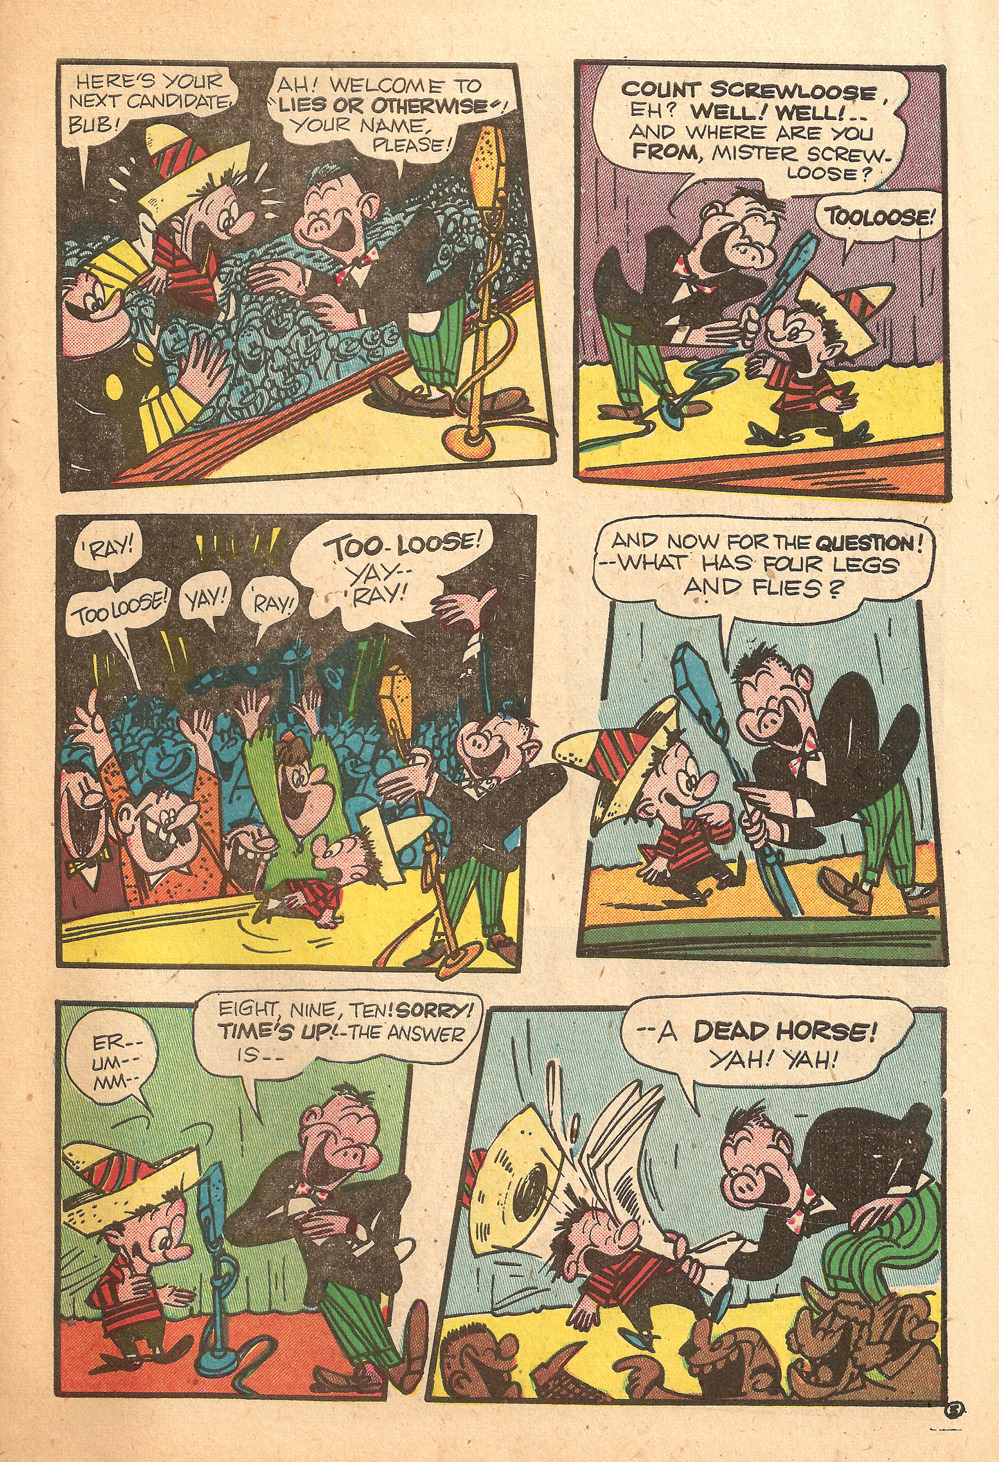 HERE'S YOUR
NEXT CANDIDATE,
BUB!
AH! WELCOME TO
"LIES OR OTHERWISE"!
YOUR NAME,
PLEASE!
COUNT SCREWLOOSE,
EH? WELL! WELL!--
AND WHERE ARE YOU
FROM, MISTER SCREW-
LOOSE?
TOOLOOSE!
'RAY!
TOOLOOSE!
YAY!
'RAY!
TOO-LOOSE!
'YAY--
'RAY!
AND NOW FOR THE QUESTION!
--WHAT HAS FOUR LEGS
AND FLIES?
ER--
UM--
MM--
EIGHT, NINE, TEN! SORRY!
TIME'S UP!--THE ANSWER
IS--
--A DEAD HORSE!
YAH! YAH!
3